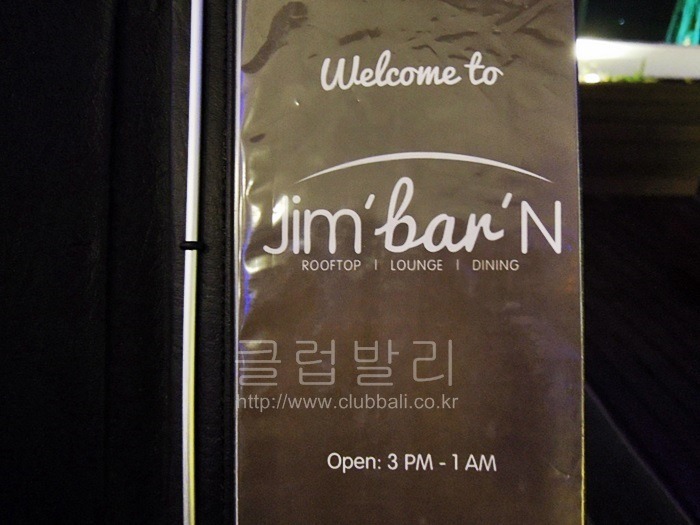 Welcome to
Jim'bar'N
ROOFTOP | LOUNGE | DINING
클럽발리
http://www.clubbali.co.kr
Open: 3 PM - 1 AM